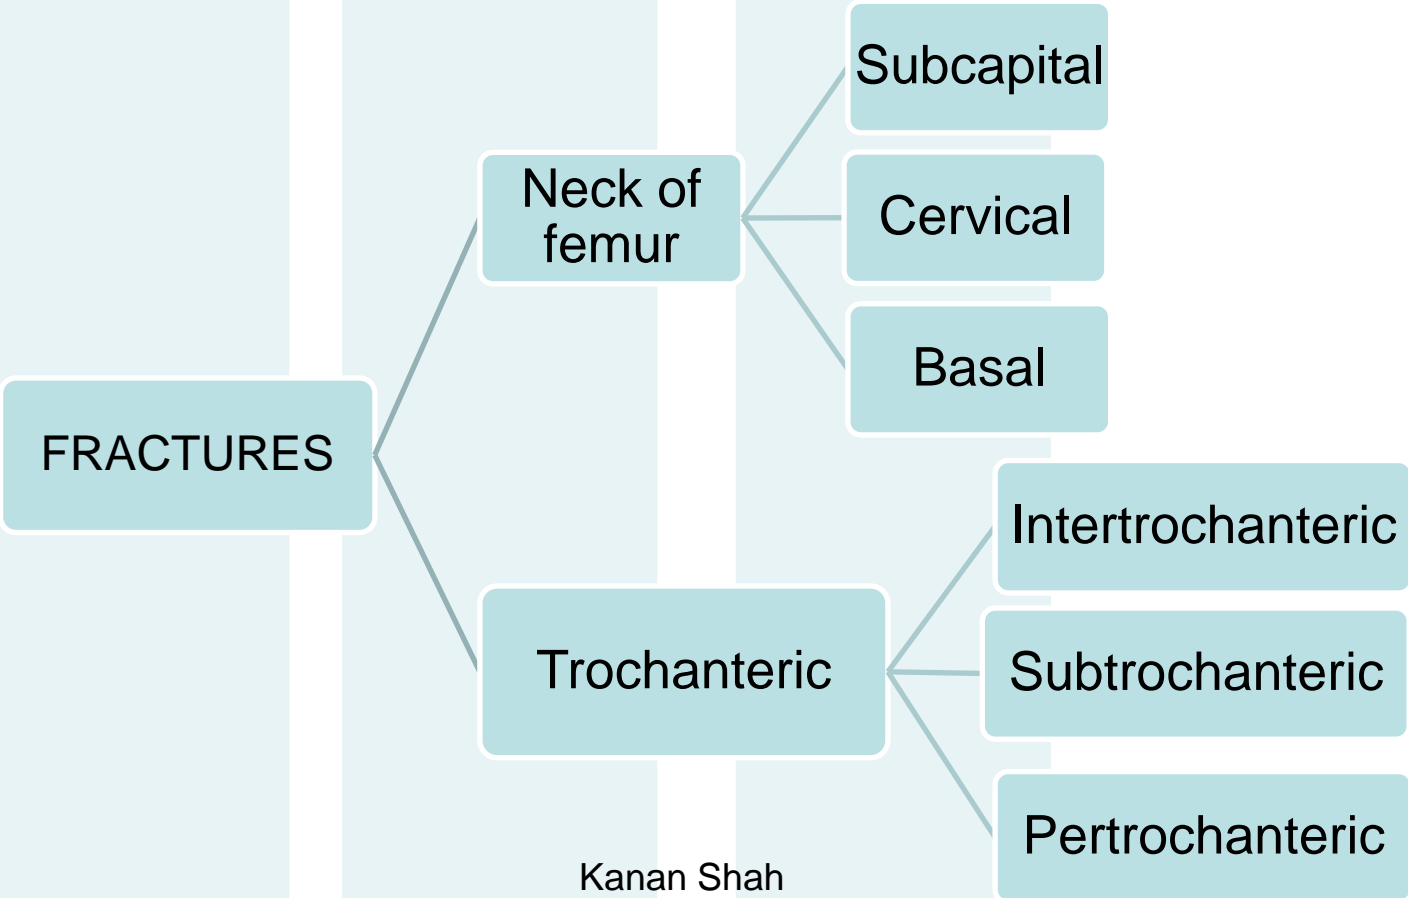 FRACTURES
Neck of
femur
Subcapital
Cervical
Basal
Trochanteric
Intertrochanteric
Subtrochanteric
Pertrochanteric
Kanan Shah